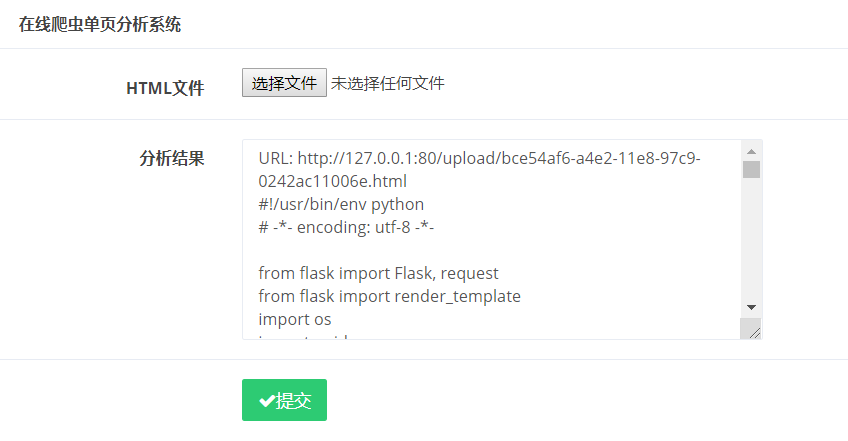 在线爬虫单页分析系统
HTML文件
选择文件 未选择任何文件
分析结果
URL: http://127.0.0.1:80/upload/bce54af6-a4e2-11e8-97c9-
0242ac11006e.html
#!/usr/bin/env python
# -*- encoding: utf-8 -*-
from flask import Flask, request
from flask import render_template
import os
提交